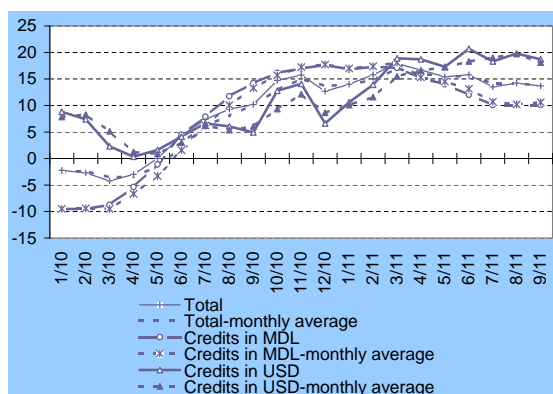 25
20
15
10
5
0
-5
-10
-15
1/10 2/10 3/10 4/10 5/10 6/10 7/10 8/10 9/10 10/10 11/10 12/10 1/11 2/11 3/11 4/11 5/11 6/11 7/11 8/11 9/11
Total
Total-monthly average
Credits in MDL
Credits in MDL-monthly average
Credits in USD
Credits in USD-monthly average